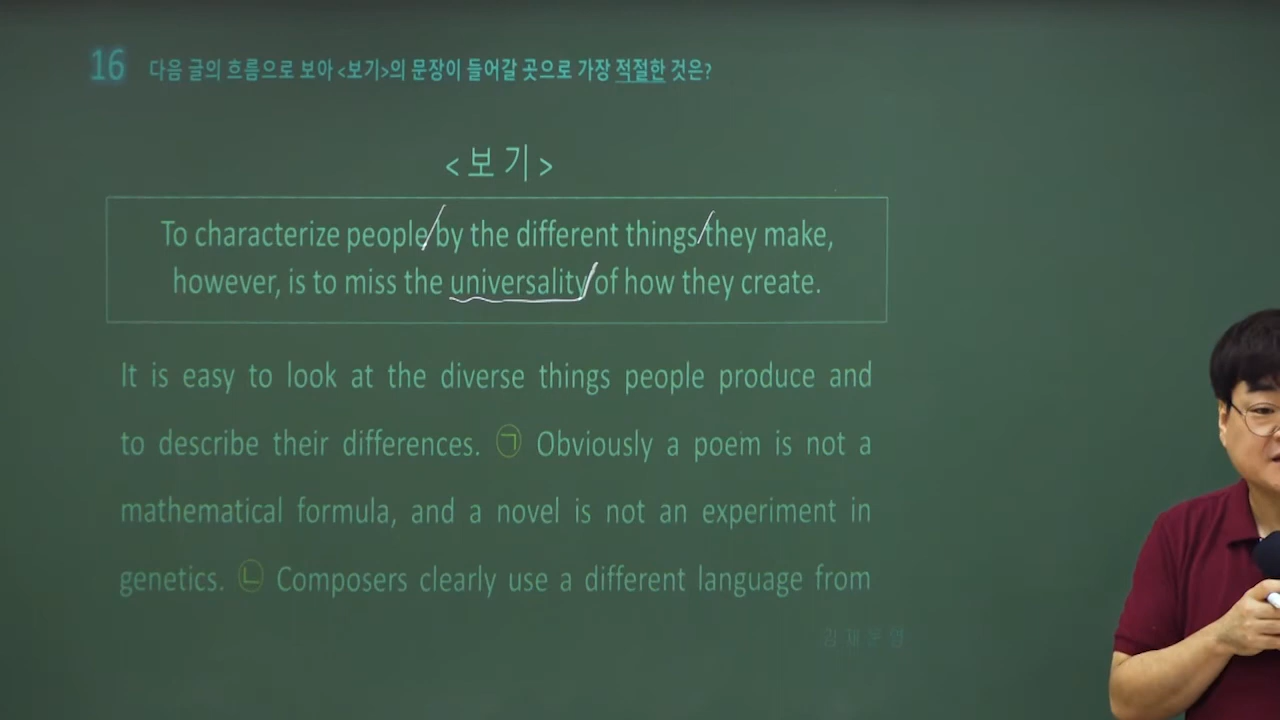 16 다음 글의 흐름으로 보아 <보기>의 문장이 들어갈 곳으로 가장 적절한 것은?
<보 기>
To characterize people by the different things they make,
however, is to miss the universality of how they create.
It is easy to look at the diverse things people produce and
to describe their differences. ㉠ Obviously a poem is not a
mathematical formula, and a novel is not an experiment in
genetics. ㉡ Composers clearly use a different language from